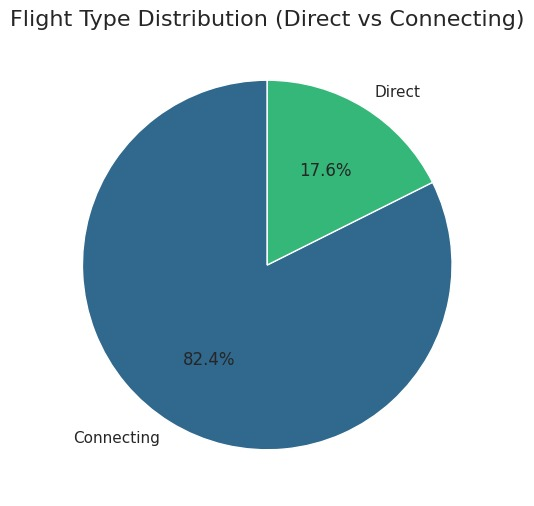 Flight Type Distribution (Direct vs Connecting)
Direct
17.6%
82.4%
Connecting